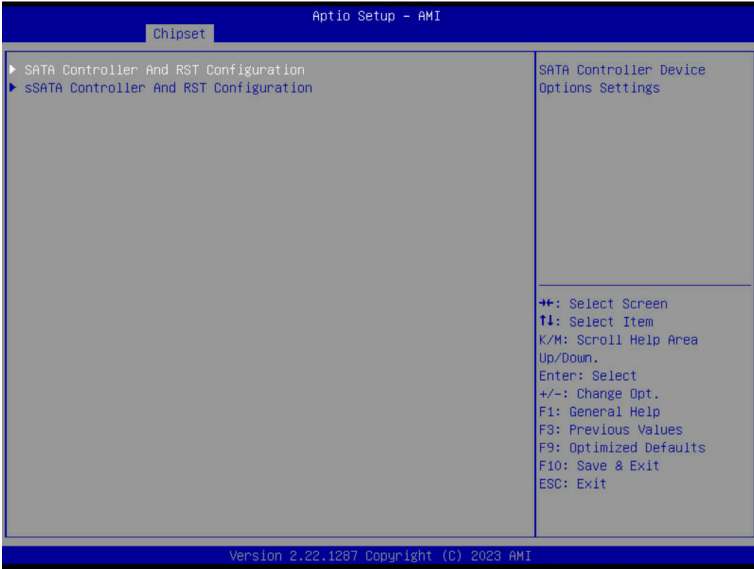 Aptio Setup – AMI
Chipset
▶ SATA Controller And RST Configuration
▶ sSATA Controller And RST Configuration
SATA Controller Device
Options Settings
→←: Select Screen
↑↓: Select Item
K/M: Scroll Help Area
Up/Down.
Enter: Select
+/-: Change Opt.
F1: General Help
F3: Previous Values
F9: Optimized Defaults
F10: Save & Exit
ESC: Exit
Version 2.22.1287 Copyright (C) 2023 AMI